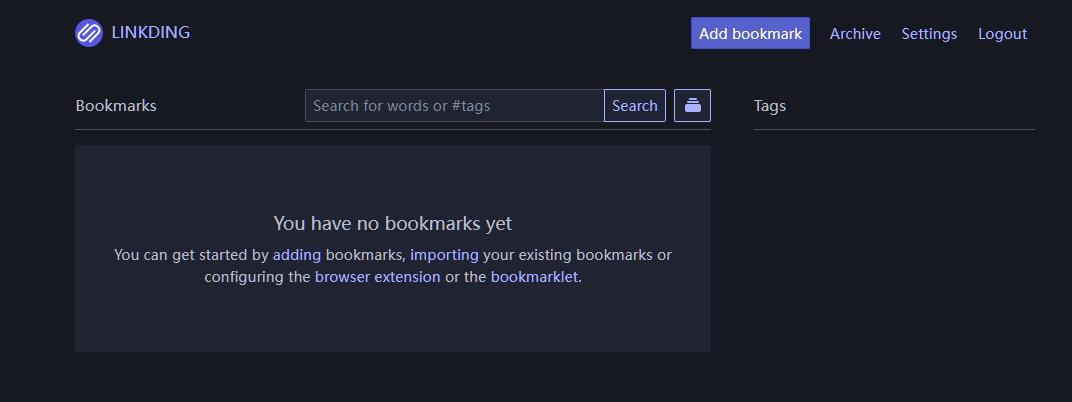 LINKDING
Add bookmark
Archive
Settings
Logout
Bookmarks
Search for words or #tags
Search
Tags
You have no bookmarks yet
You can get started by adding bookmarks, importing your existing bookmarks or
configuring the browser extension or the bookmarklet.